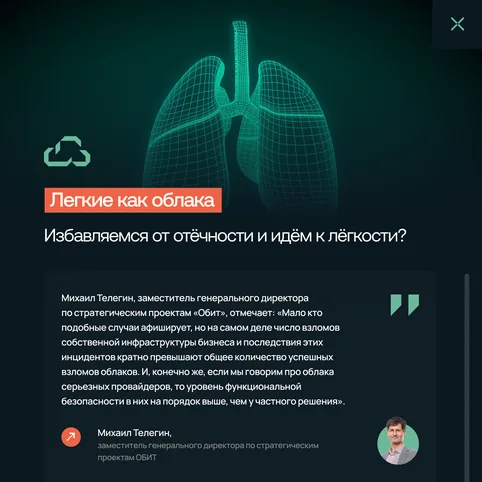 Легкие как облака
Избавляемся от отёчности и идём к лёгкости?
Михаил Телегин, заместитель генерального директора
по стратегическим проектам «Обит», отмечает: «Мало кто
подобные случаи афиширует, но на самом деле число взломов
собственной инфраструктуры бизнеса и последствия этих
инцидентов кратно превышают общее количество успешных
взломов облаков. И, конечно же, если мы говорим про облака
серьезных провайдеров, то уровень функциональной
безопасности в них на порядок выше, чем у частного решения».
Михаил Телегин,
заместитель генерального директора по стратегическим
проектам ОБИТ